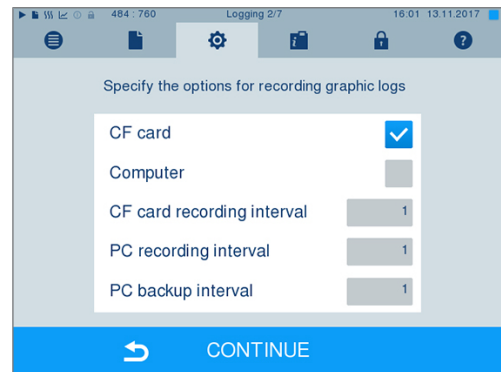 484 : 760 Logging 2/7 16:01 13.11.2017
Specify the options for recording graphic logs
CF card
Computer
CF card recording interval 1
PC recording interval 1
PC backup interval 1
CONTINUE